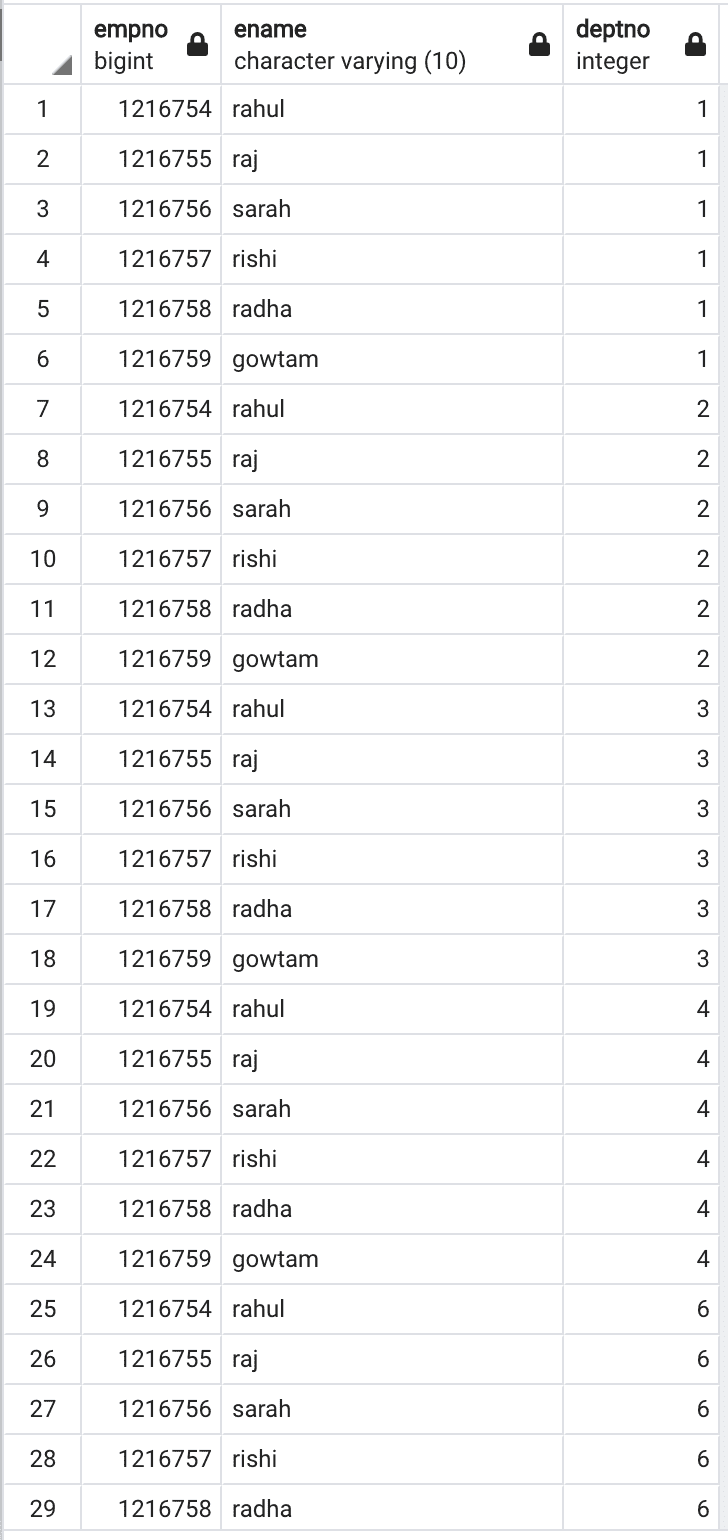 empno ename deptno
bigint character varying (10) integer
1 1216754 rahul 1
2 1216755 raj 1
3 1216756 sarah 1
4 1216757 rishi 1
5 1216758 radha 1
6 1216759 gowtam 1
7 1216754 rahul 2
8 1216755 raj 2
9 1216756 sarah 2
10 1216757 rishi 2
11 1216758 radha 2
12 1216759 gowtam 2
13 1216754 rahul 3
14 1216755 raj 3
15 1216756 sarah 3
16 1216757 rishi 3
17 1216758 radha 3
18 1216759 gowtam 3
19 1216754 rahul 4
20 1216755 raj 4
21 1216756 sarah 4
22 1216757 rishi 4
23 1216758 radha 4
24 1216759 gowtam 4
25 1216754 rahul 6
26 1216755 raj 6
27 1216756 sarah 6
28 1216757 rishi 6
29 1216758 radha 6